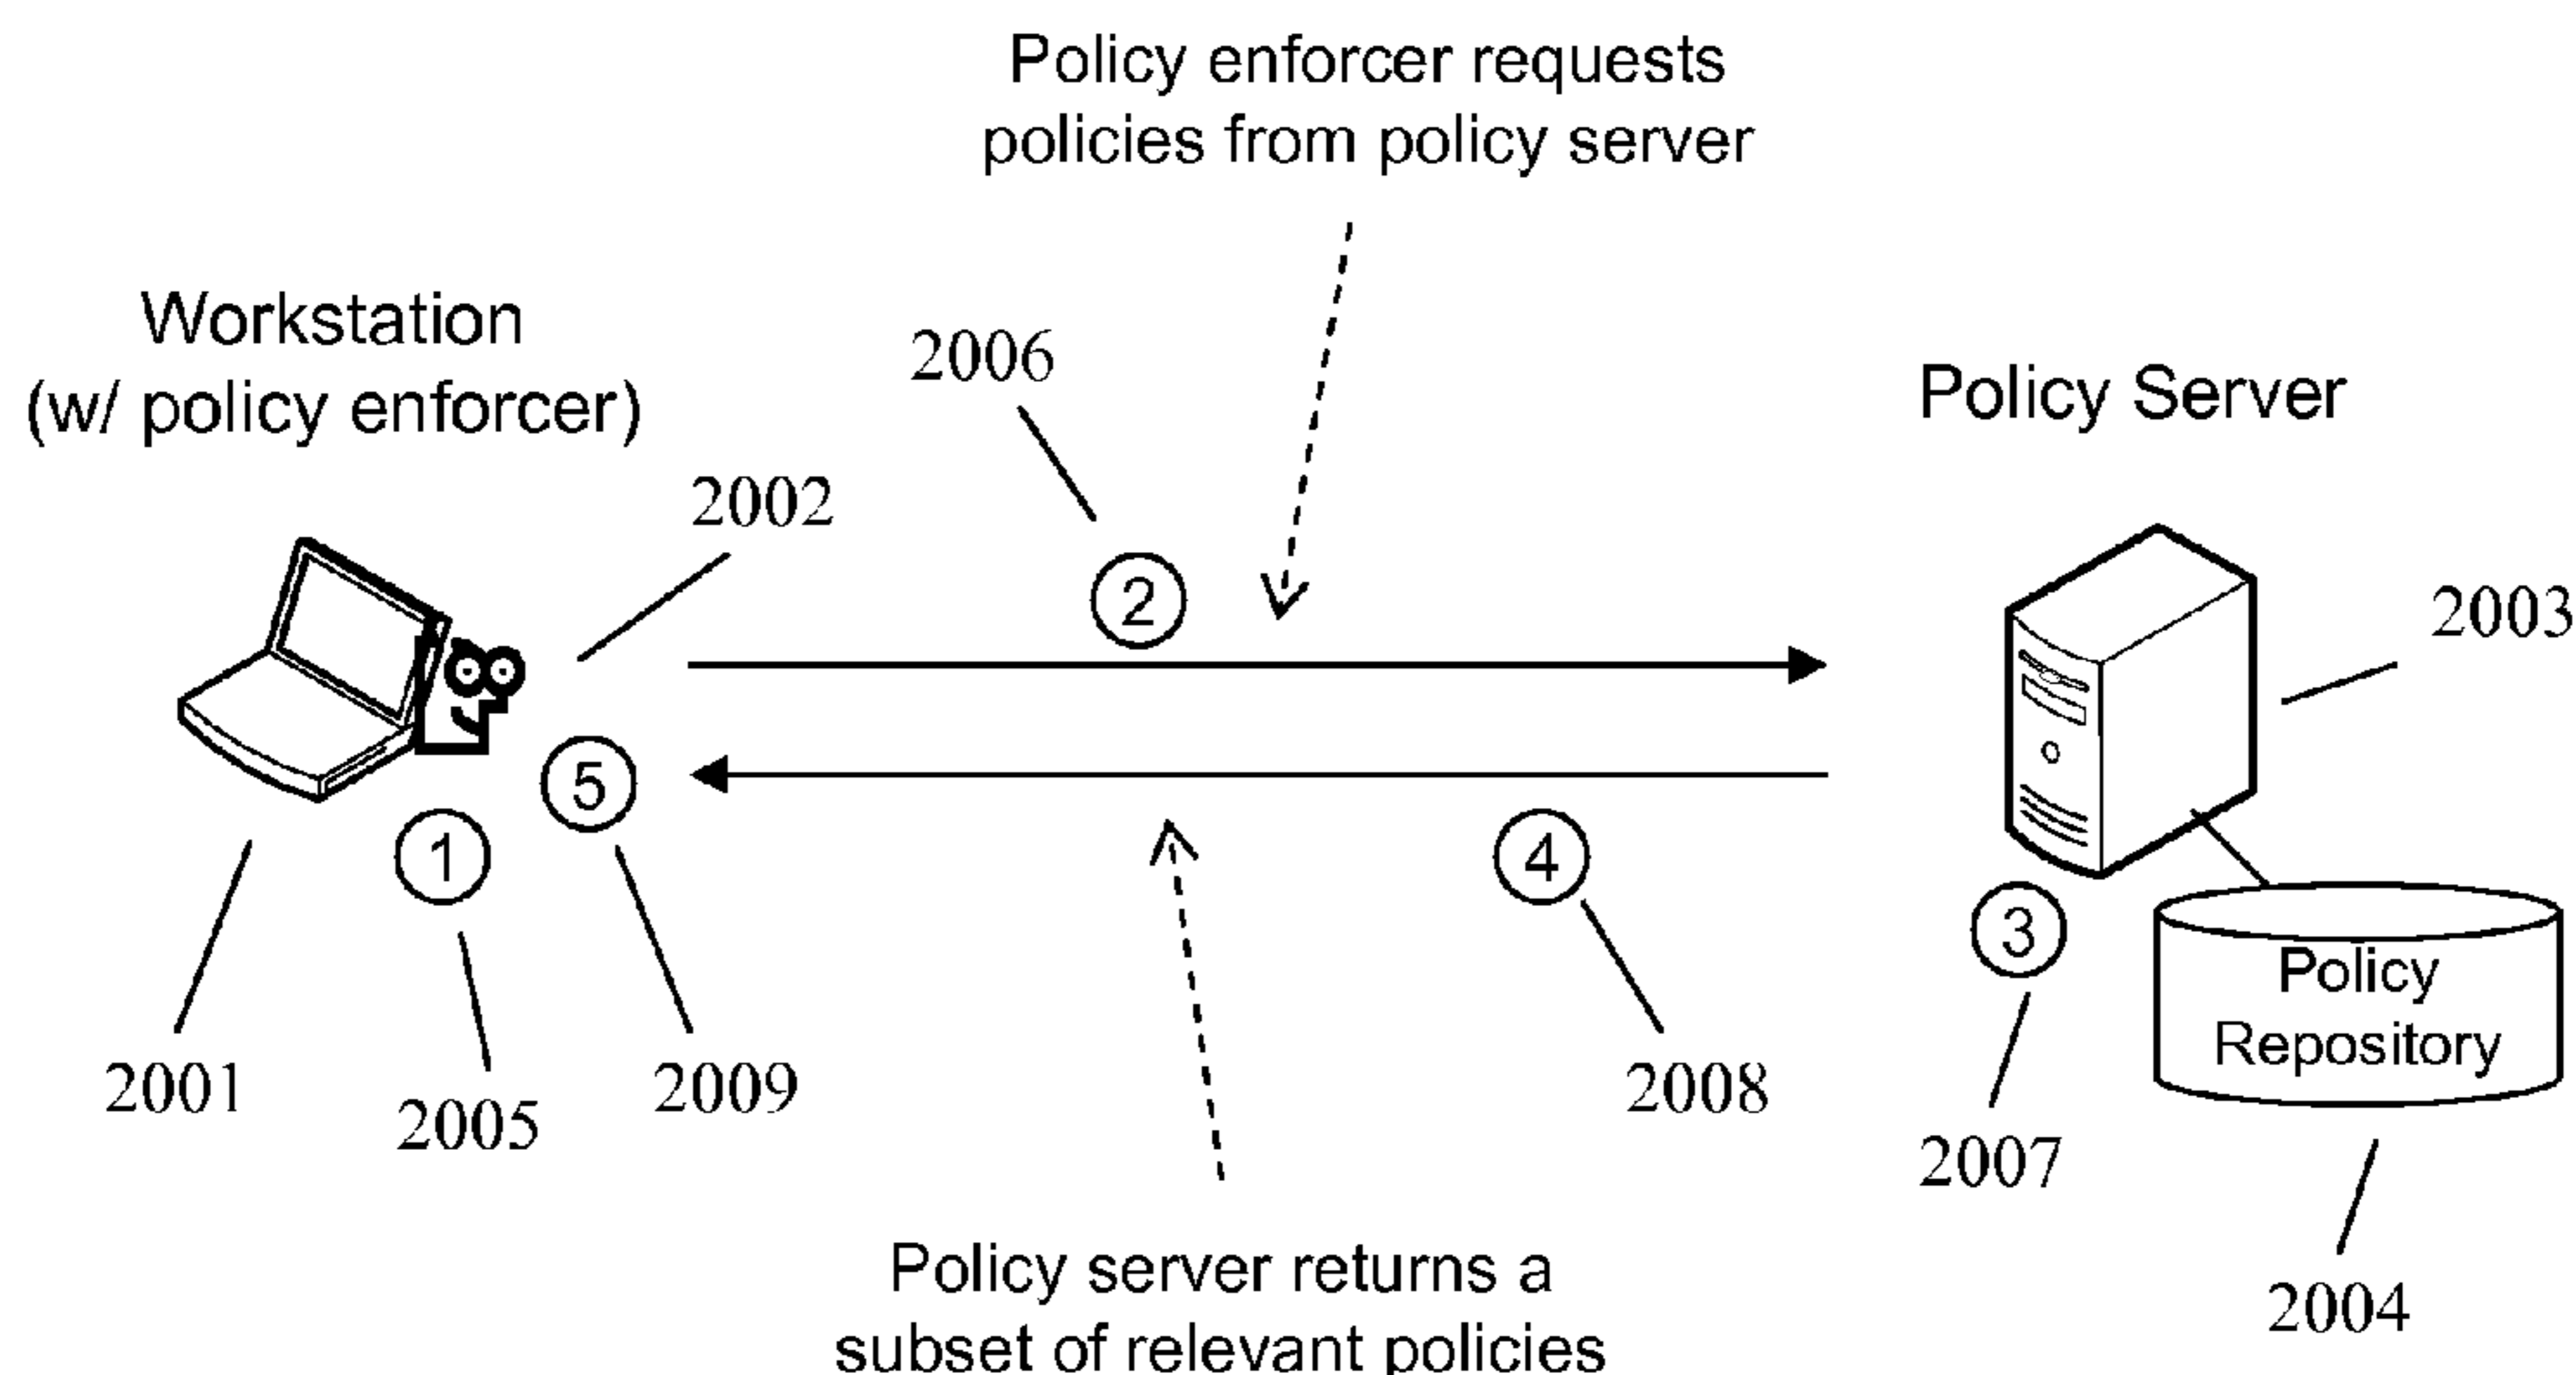 Policy enforcer requests
policies from policy server
Workstation
(w/ policy enforcer)
2006
Policy Server
2002
2
2003
5
1
4
3
Policy
Repository
2001
2005
2009
2008
2007
2004
Policy server returns a
subset of relevant policies